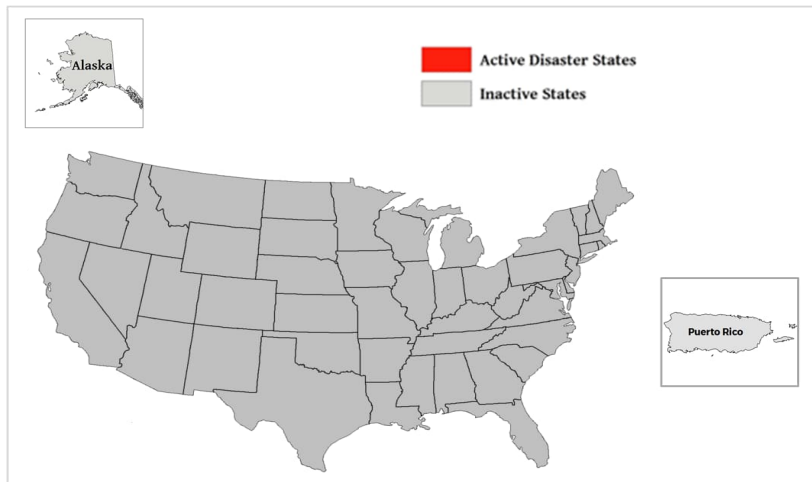 Alaska
Active Disaster States
Inactive States
Puerto Rico